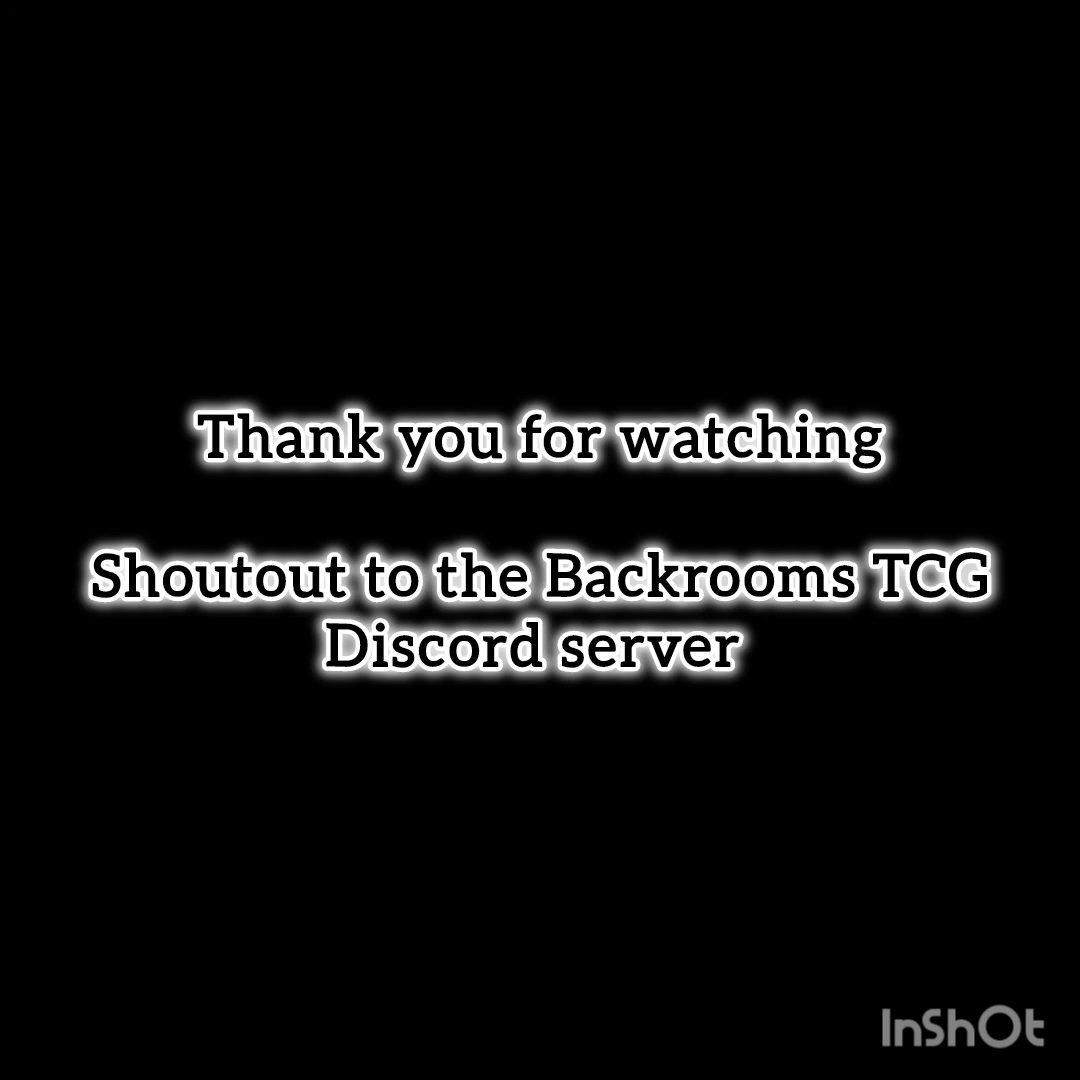 Thank you for watching
Shoutout to the Backrooms TCG
Discord server
InShOt